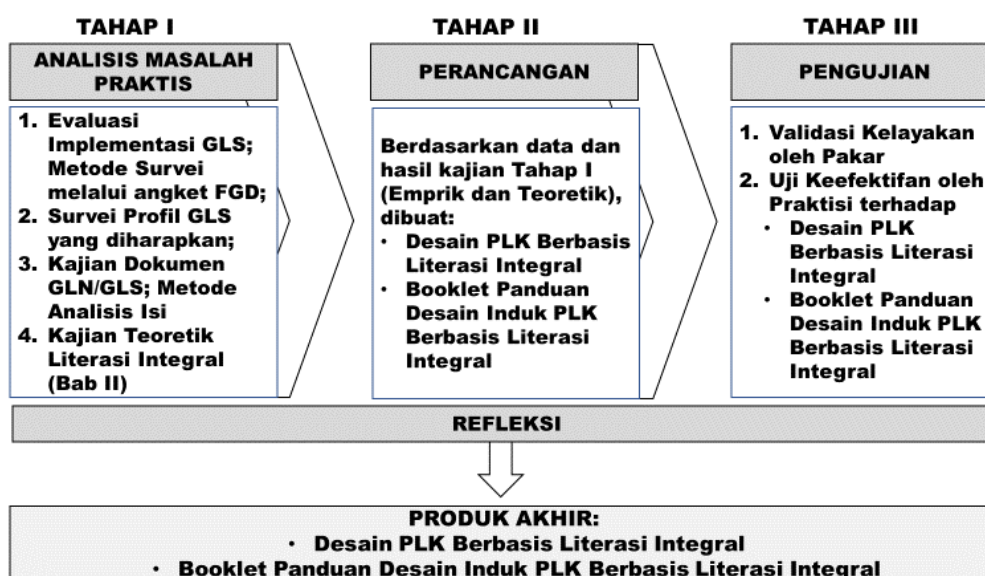 TAHAP I
ANALISIS MASALAH
PRAKTIS
1. Evaluasi
Implementasi GLS;
Metode Survei
melalui angket FGD;
2. Survei Profil GLS
yang diharapkan;
3. Kajian Dokumen
GLN/GLS; Metode
Analisis Isi
4. Kajian Teoretik
Literasi Integral
(Bab II)
TAHAP II
PERANCANGAN
Berdasarkan data dan
hasil kajian Tahap I
(Emprik dan Teoretik),
dibuat:
• Desain PLK Berbasis
Literasi Integral
• Booklet Panduan
Desain Induk PLK
Berbasis Literasi
Integral
TAHAP III
PENGUJIAN
1. Validasi Kelayakan
oleh Pakar
2. Uji Keefektifan oleh
Praktisi terhadap
• Desain PLK
Berbasis Literasi
Integral
• Booklet Panduan
Desain Induk PLK
Berbasis Literasi
Integral
REFLEKSI
PRODUK AKHIR:
• Desain PLK Berbasis Literasi Integral
• Booklet Panduan Desain Induk PLK Berbasis Literasi Integral